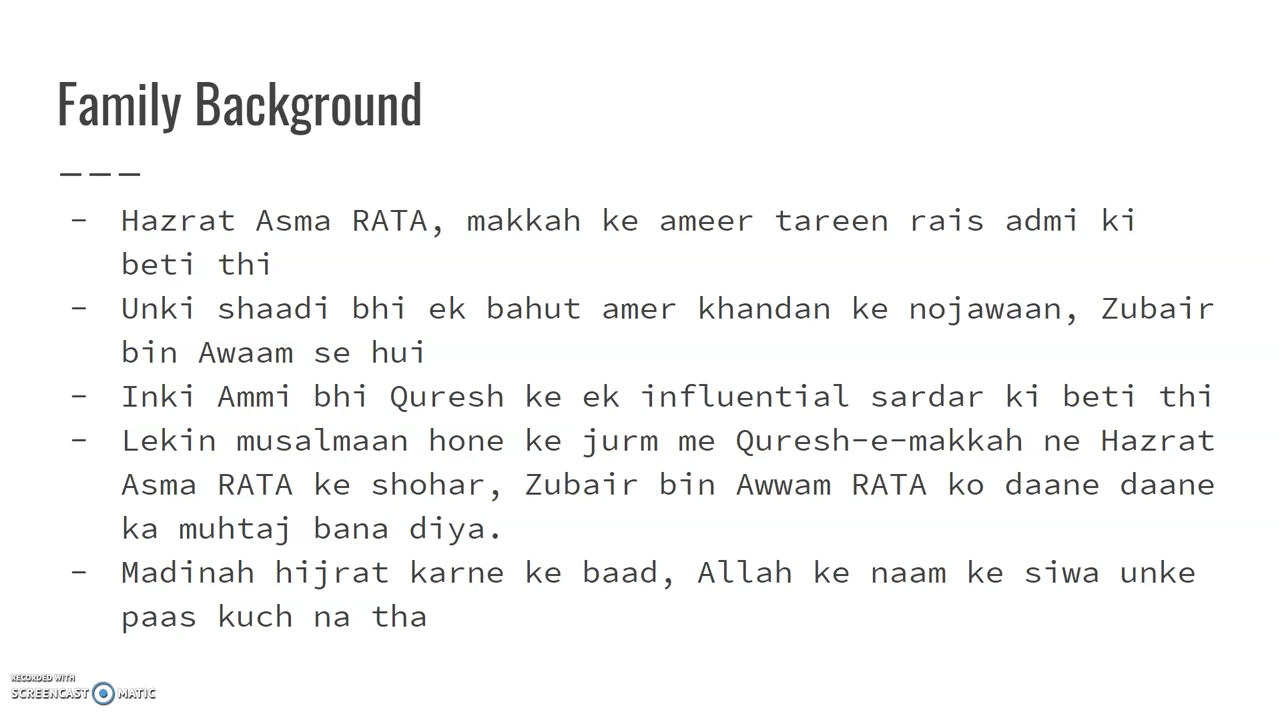 Family Background
- Hazrat Asma RATA, makkah ke ameer tareen rais admi ki
beti thi
- Unki shaadi bhi ek bahut amer khandan ke nojawaan, Zubair
bin Awaam se hui
- Inki Ammi bhi Quresh ke ek influential sardar ki beti thi
- Lekin musalmaan hone ke jurm me Quresh-e-makkah ne Hazrat
Asma RATA ke shohar, Zubair bin Awwam RATA ko daane daane
ka muhtaj bana diya.
- Madinah hijrat karne ke baad, Allah ke naam ke siwa unke
paas kuch na tha
RECORDED WITH
SCREENCAST MATIC